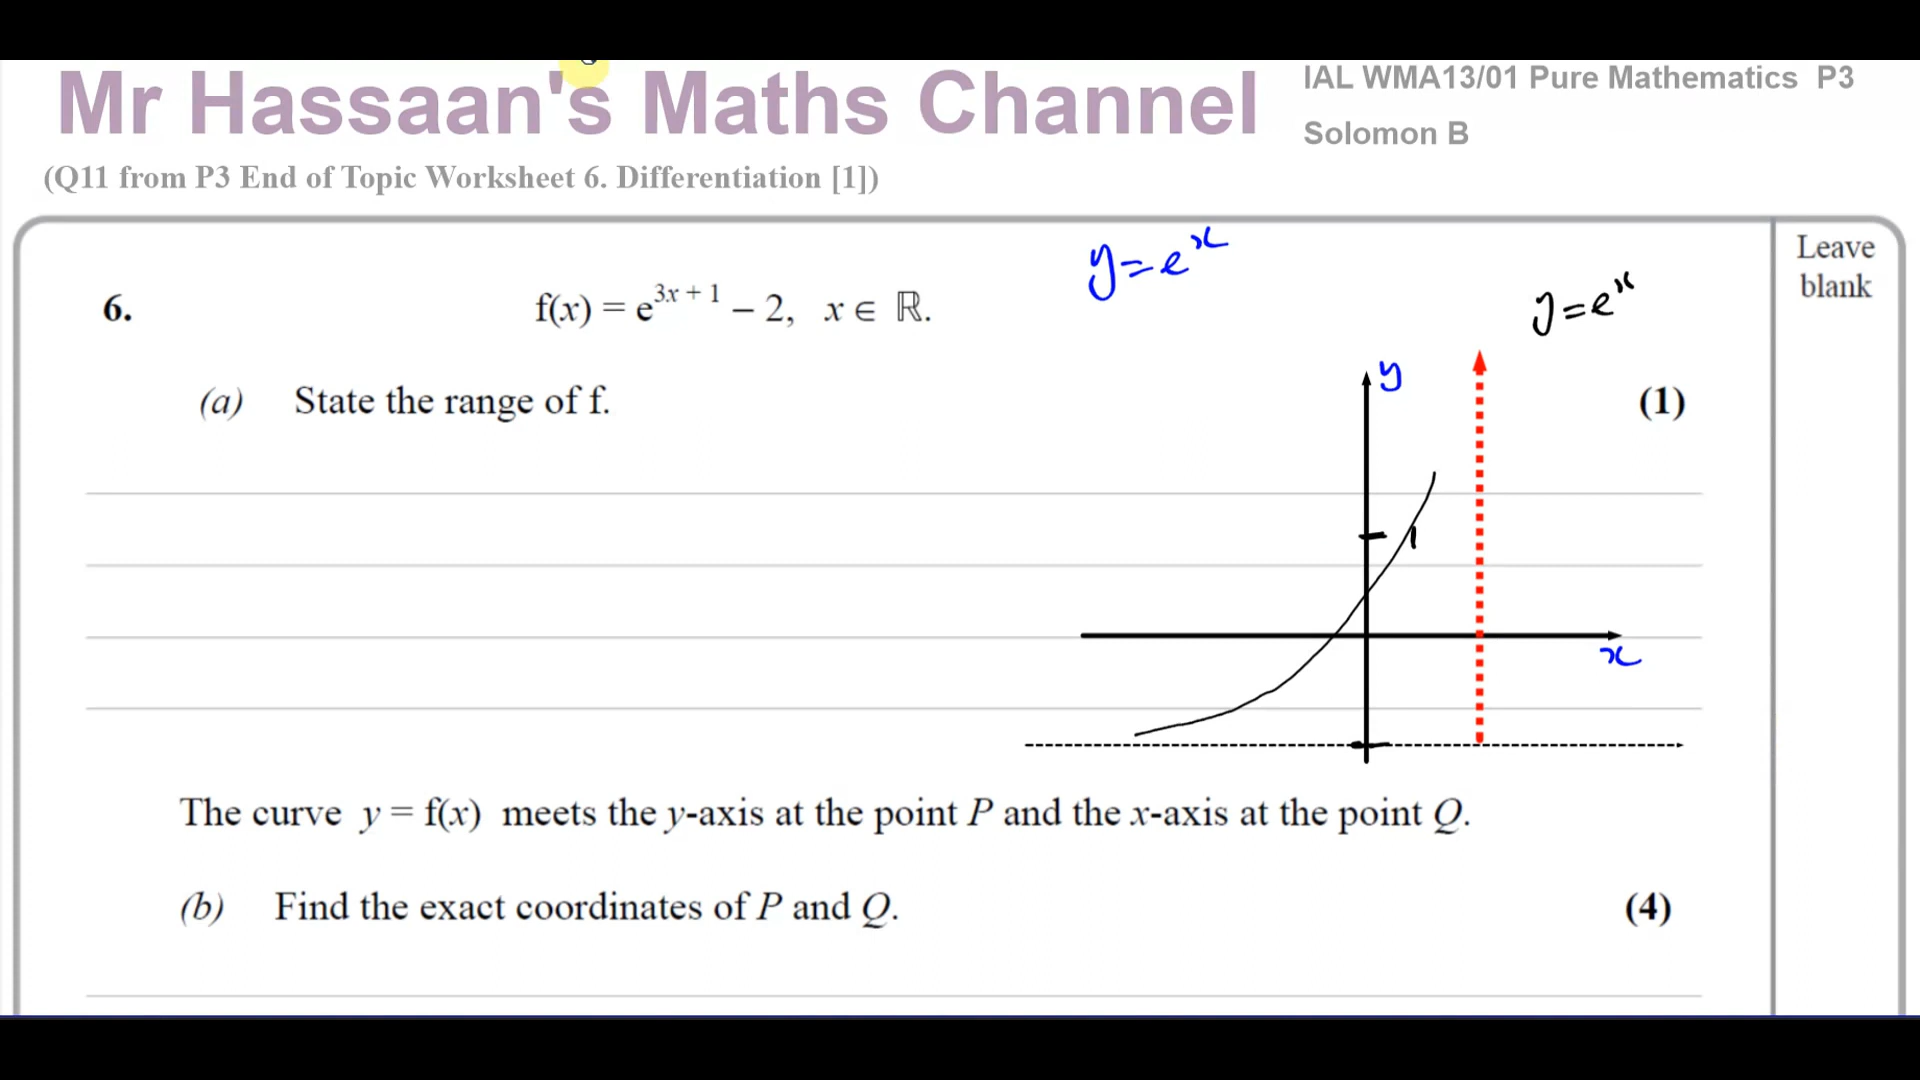 Mr Hassaan's Maths Channel
IAL WMA13/01 Pure Mathematics P3
Solomon B
(Q11 from P3 End of Topic Worksheet 6. Differentiation [1])
Leave
blank
y=e^x
y=e^x
6. f(x) = e^{3x + 1} – 2, x ∈ ℝ.
y
(a) State the range of f. (1)
1
x
The curve y = f(x) meets the y-axis at the point P and the x-axis at the point Q.
(b) Find the exact coordinates of P and Q. (4)